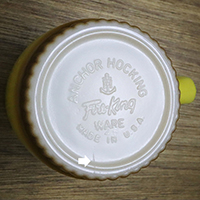 ANCHOR HOCKING
Fire-King
WARE
MADE IN U.S.A.